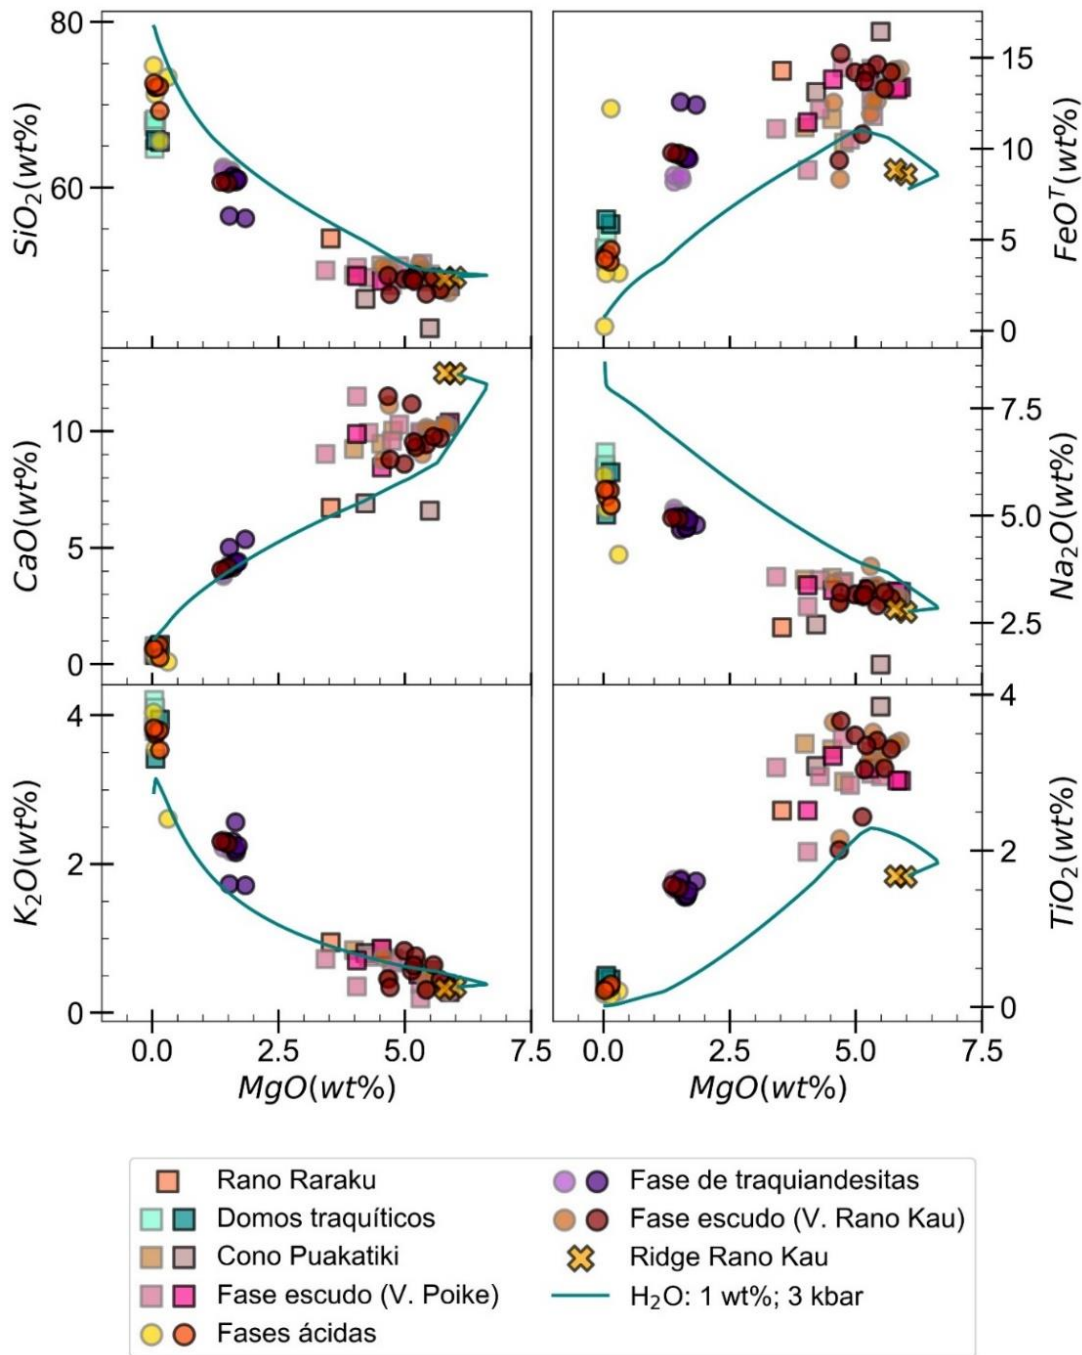 80
60
SiO₂(wt%)
15
10
5
0
FeOᵀ(wt%)
10
5
0
CaO(wt%)
7.5
5.0
2.5
Na₂O(wt%)
4
2
0
K₂O(wt%)
4
2
0
TiO₂(wt%)
0.0 2.5 5.0 7.5
0.0 2.5 5.0 7.5
MgO(wt%)
MgO(wt%)
Rano Raraku
Domos traquíticos
Cono Puakatiki
Fase escudo (V. Poike)
Fases ácidas
Fase de traquiandesitas
Fase escudo (V. Rano Kau)
Ridge Rano Kau
H₂O: 1 wt%; 3 kbar